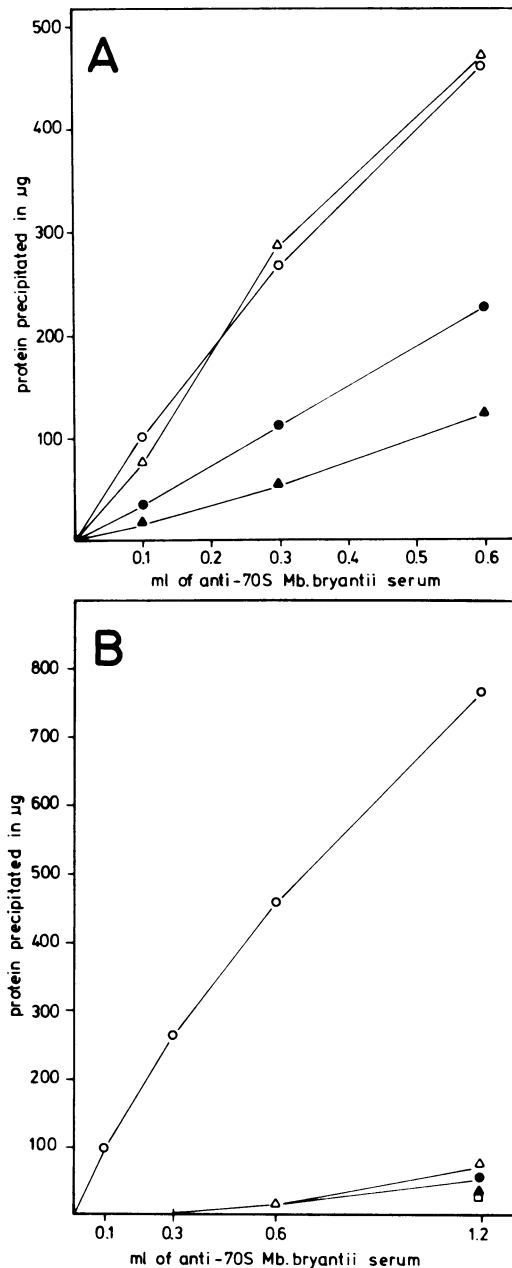 A
500
400
300
200
100
protein precipitated in µg
0.1 0.2 0.3 0.4 0.5 0.6
ml of anti-70S Mb.bryantii serum
B
800
700
600
500
400
300
200
100
protein precipitated in µg
0.1 0.3 0.6 1.2
ml of anti-70S Mb.bryantii serum